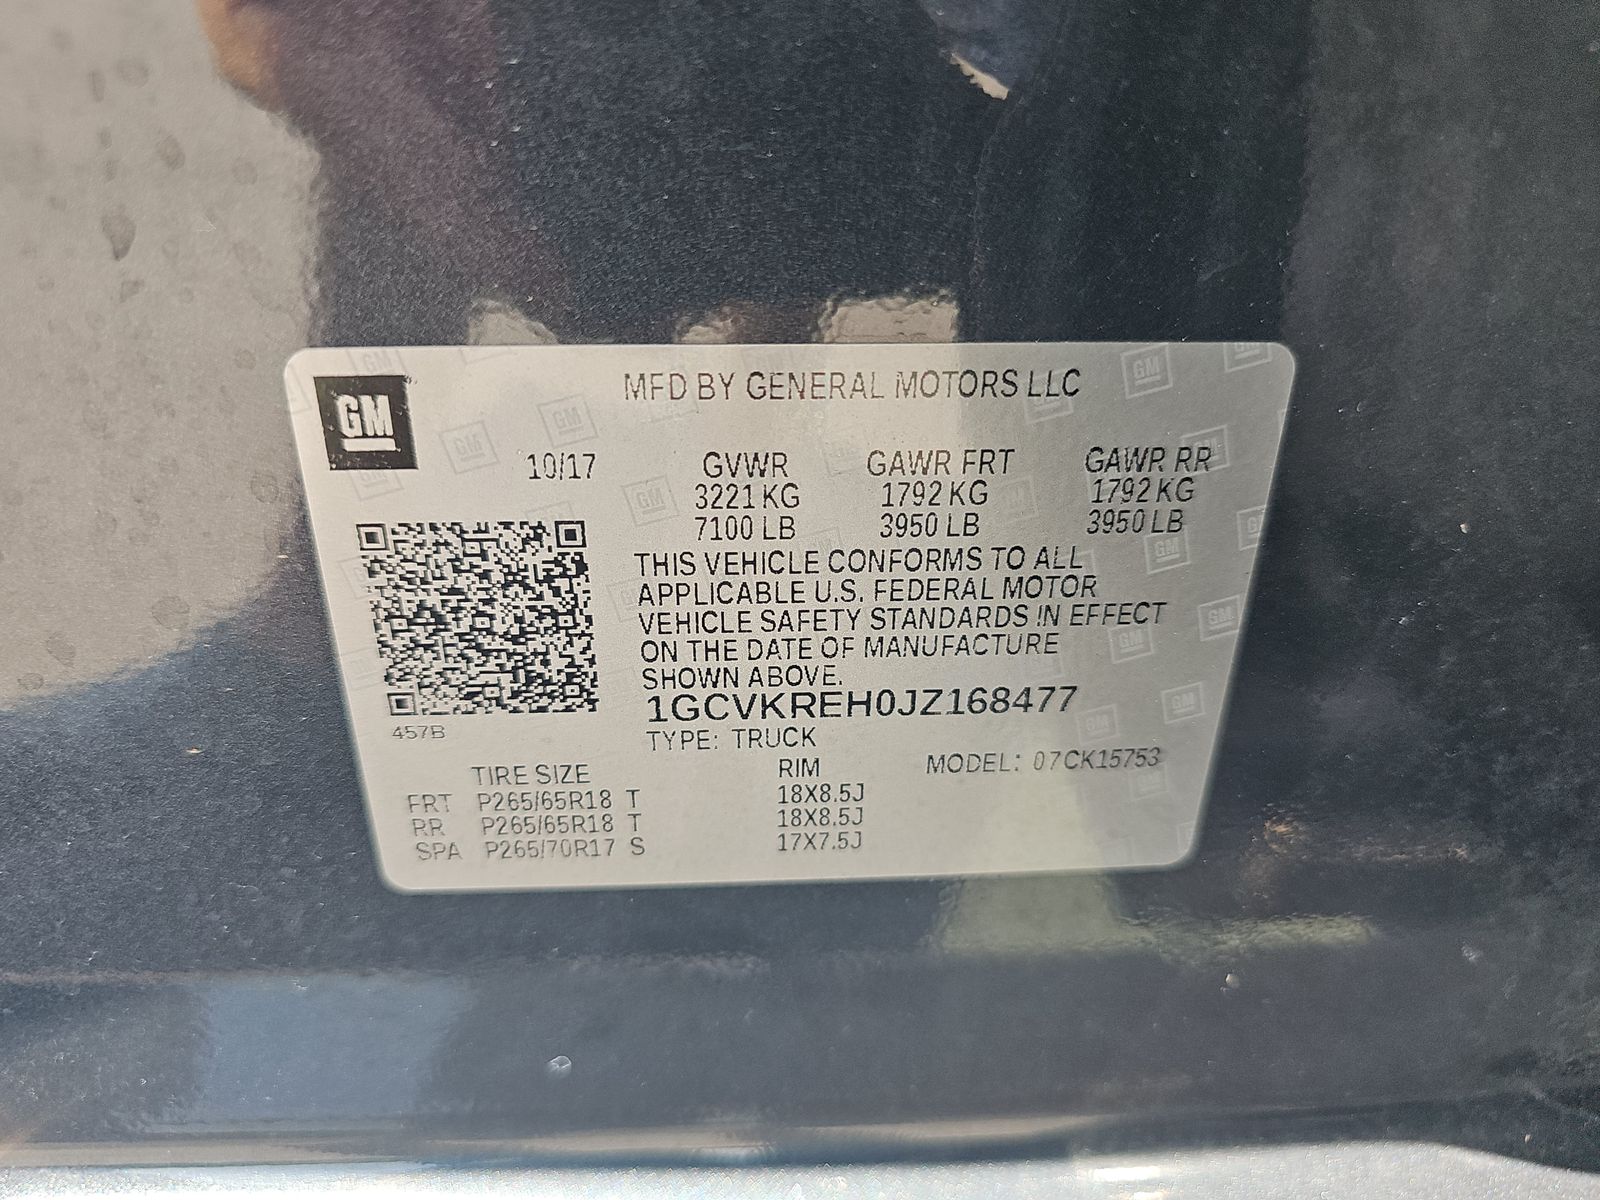 GM
MFD BY GENERAL MOTORS LLC
10/17 GVWR GAWR FRT GAWR RR
3221 KG 1792 KG 1792 KG
7100 LB 3950 LB 3950 LB
THIS VEHICLE CONFORMS TO ALL
APPLICABLE U.S. FEDERAL MOTOR
VEHICLE SAFETY STANDARDS IN EFFECT
ON THE DATE OF MANUFACTURE
SHOWN ABOVE.
1GCVKREH0JZ168477
457B
TYPE: TRUCK
MODEL: 07CK15753
TIRE SIZE RIM
FRT P265/65R18 T 18X8.5J
RR P265/65R18 T 18X8.5J
SPA P265/70R17 S 17X7.5J